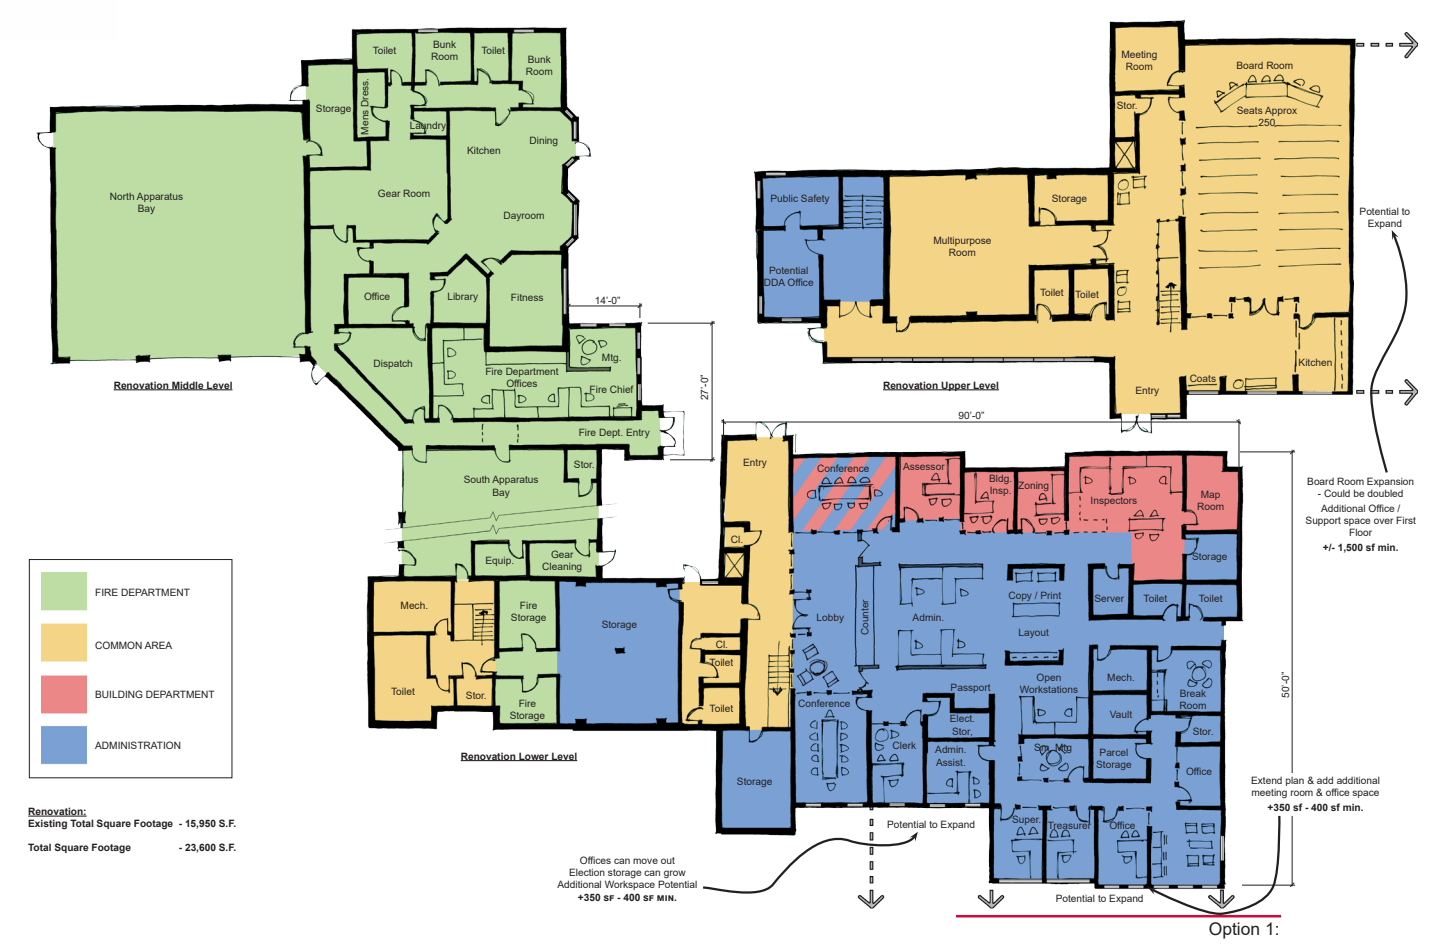 Toilet
Bunk
Room
Toilet
Bunk
Room
Storage
Mens Dress.
Laundry
Kitchen
Dining
North Apparatus
Bay
Gear Room
Dayroom
Office
Library
Fitness
14'-0"
Dispatch
Fire Department
Offices
Mtg.
Fire Chief
27'-0"
Renovation Middle Level
Fire Dept. Entry
Meeting
Room
Board Room
Stor.
Seats Approx
250
Public Safety
Storage
Potential to
Expand
Multipurpose
Room
Potential
DDA Office
Toilet
Toilet
Kitchen
Coats
Renovation Upper Level
Entry
90'-0"
South Apparatus
Bay
Stor.
Equip.
Gear
Cleaning
Entry
Conference
Assessor
Bldg.
Insp.
Zoning
Inspectors
Map
Room
Board Room Expansion
- Could be doubled
Additional Office /
Support space over First
Floor
+/- 1,500 sf min.
Cl.
Storage
FIRE DEPARTMENT
COMMON AREA
BUILDING DEPARTMENT
ADMINISTRATION
Mech.
Fire
Storage
Storage
Lobby
Counter
Admin.
Copy / Print
Server
Toilet
Toilet
Layout
Cl.
Toilet
Toilet
Stor.
Fire
Storage
Toilet
Passport
Open
Workstations
Mech.
Break
Room
50'-0"
Conference
Elect.
Stor.
Vault
Stor.
Renovation Lower Level
Clerk
Admin.
Assist.
Sm. Mtg
Parcel
Storage
Office
Storage
Super.
Treasurer
Office
Extend plan & add additional
meeting room & office space
+350 sf - 400 sf min.
Renovation:
Existing Total Square Footage - 15,950 S.F.
Total Square Footage - 23,600 S.F.
Potential to Expand
Offices can move out
Election storage can grow
Additional Workspace Potential
+350 SF - 400 SF MIN.
Potential to Expand
Option 1: